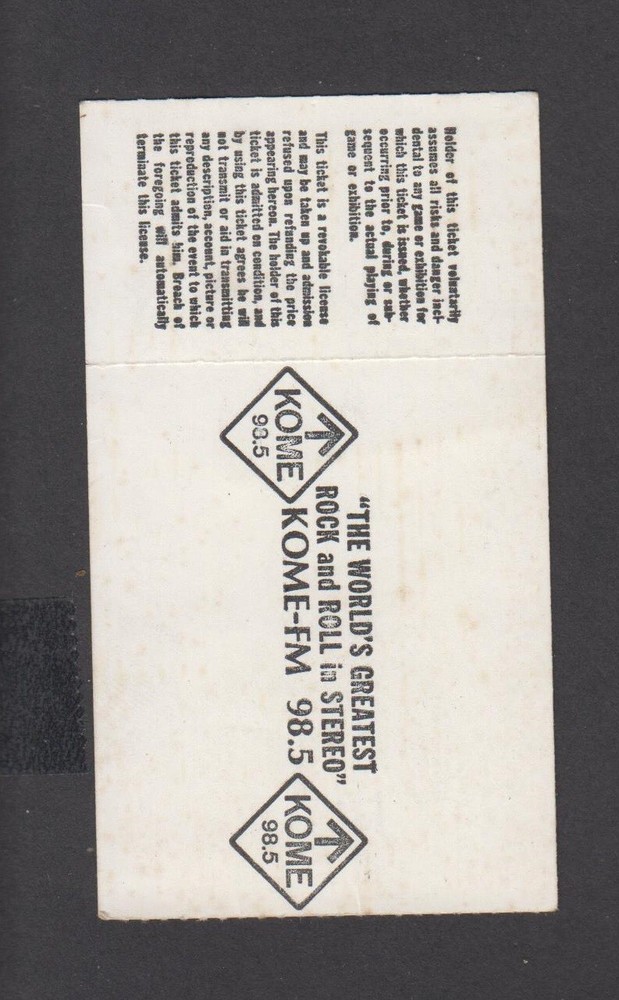 Holder of this ticket voluntarily
assumes all risks and danger inci-
dental to any game or exhibition for
which this ticket is issued, whether
occurring prior to, during or sub-
sequent to the actual playing of
game or exhibition.
This ticket is a revokable license
and may be taken up and admission
refused upon refunding the price
appearing hereon. The holder of this
ticket is admitted on condition, and
by using this ticket agrees he will
not transmit or aid in transmitting
any description, account, picture or
reproduction of the event to which
this ticket admits him. Breach of
the foregoing will automatically
terminate this license.
"THE WORLD'S GREATEST
ROCK and ROLL in STEREO"
KOME-FM 98.5
KOME
98.5
KOME
98.5